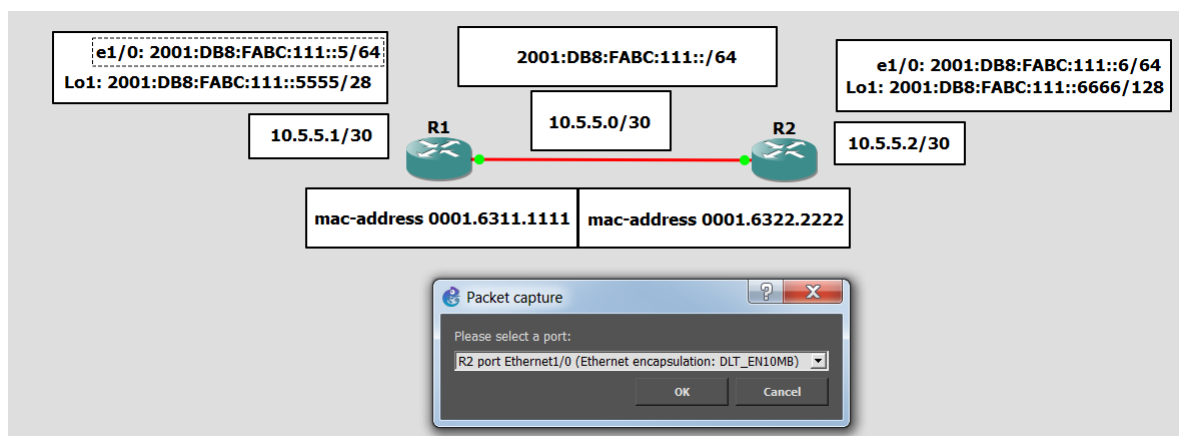 e1/0: 2001:DB8:FABC:111::5/64
Lo1: 2001:DB8:FABC:111::5555/28
2001:DB8:FABC:111::/64
e1/0: 2001:DB8:FABC:111::6/64
Lo1: 2001:DB8:FABC:111::6666/128
10.5.5.1/30
R1
10.5.5.0/30
R2
10.5.5.2/30
mac-address 0001.6311.1111
mac-address 0001.6322.2222
Packet capture
Please select a port:
R2 port Ethernet1/0 (Ethernet encapsulation: DLT_EN10MB)
OK
Cancel